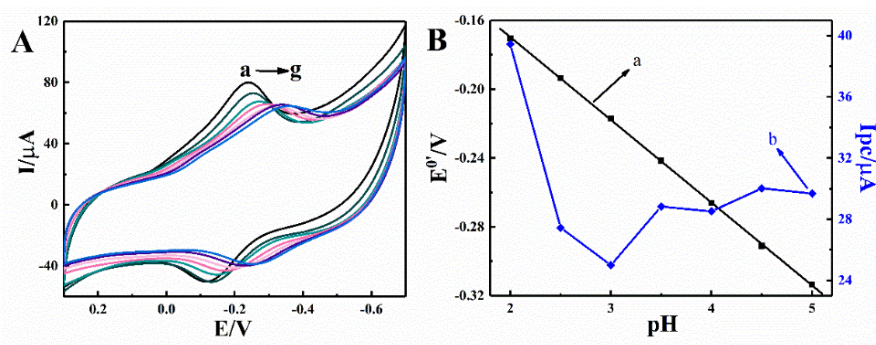 A
120
80
40
0
-40
I/μA
a → g
0.2 0.0 -0.2 -0.4 -0.6
E/V
B
-0.16
-0.20
-0.24
-0.28
-0.32
E0'/V
a
b
40
36
32
28
24
Ipc/μA
2 3 4 5
pH